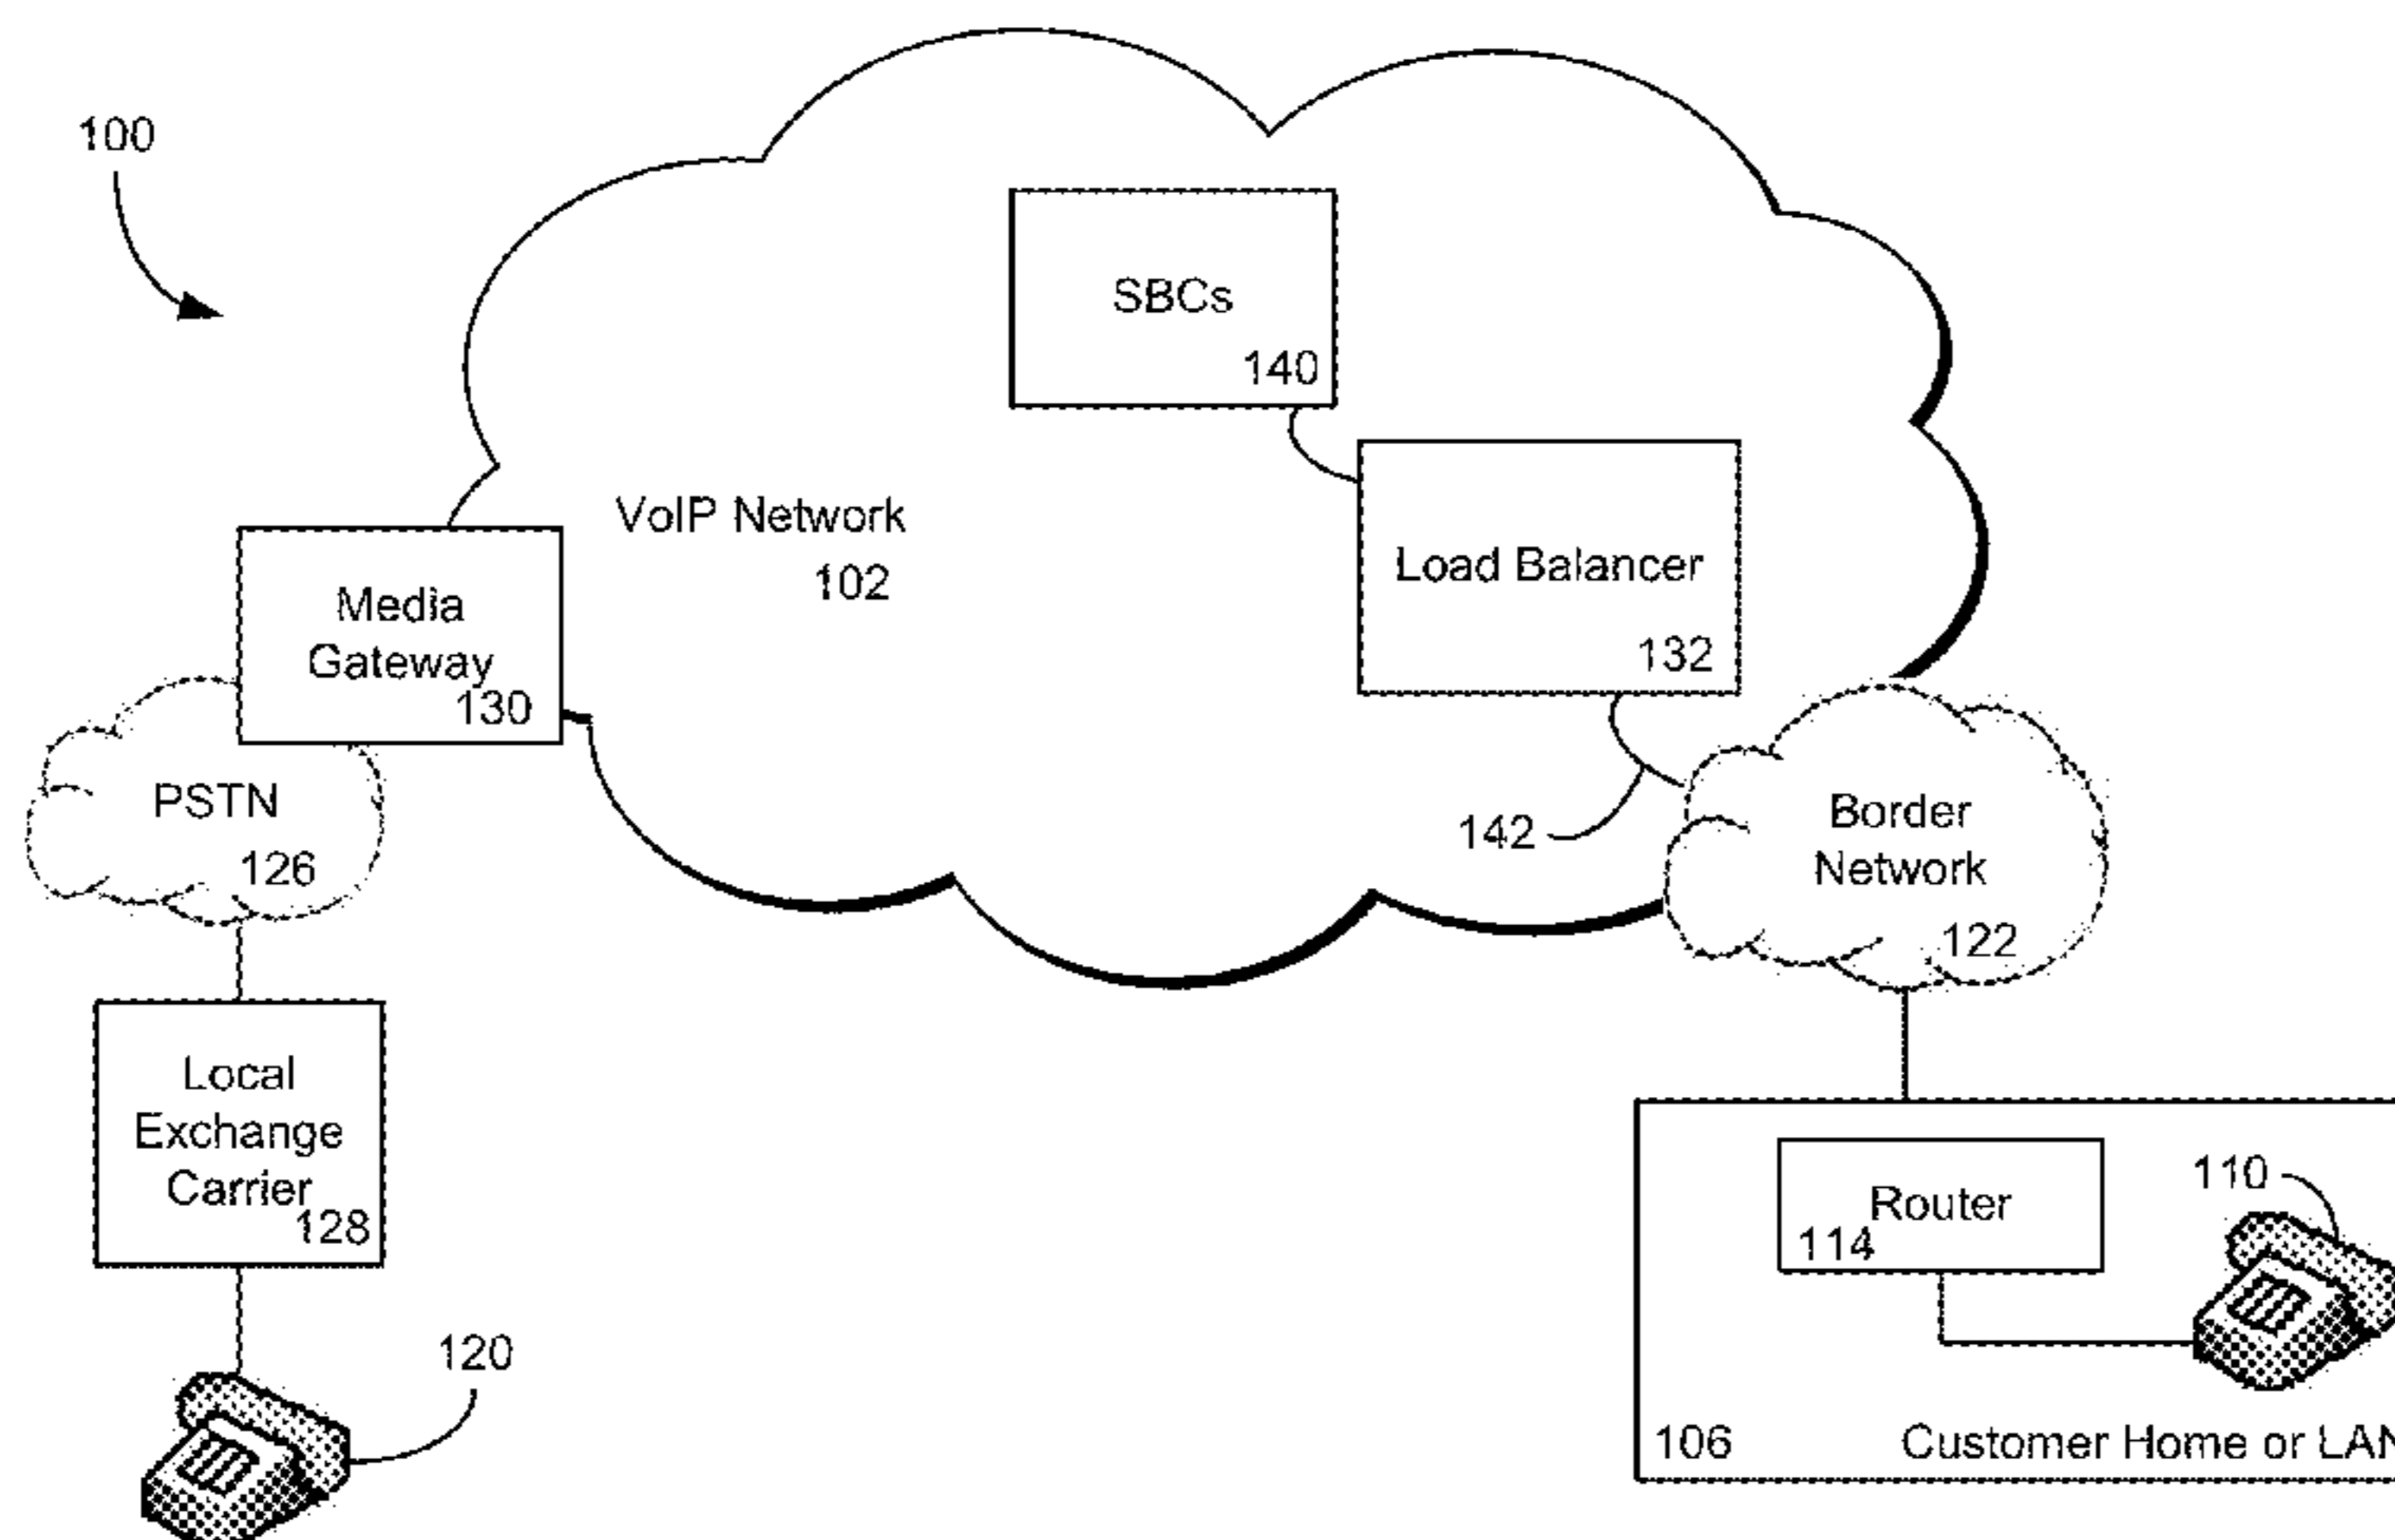 100
SBCs
140
VoIP Network
102
Load Balancer
132
Media
Gateway
130
PSTN
126
142
Border
Network
122
Local
Exchange
Carrier
128
Router
114
110
120
106
Customer Home or LAN